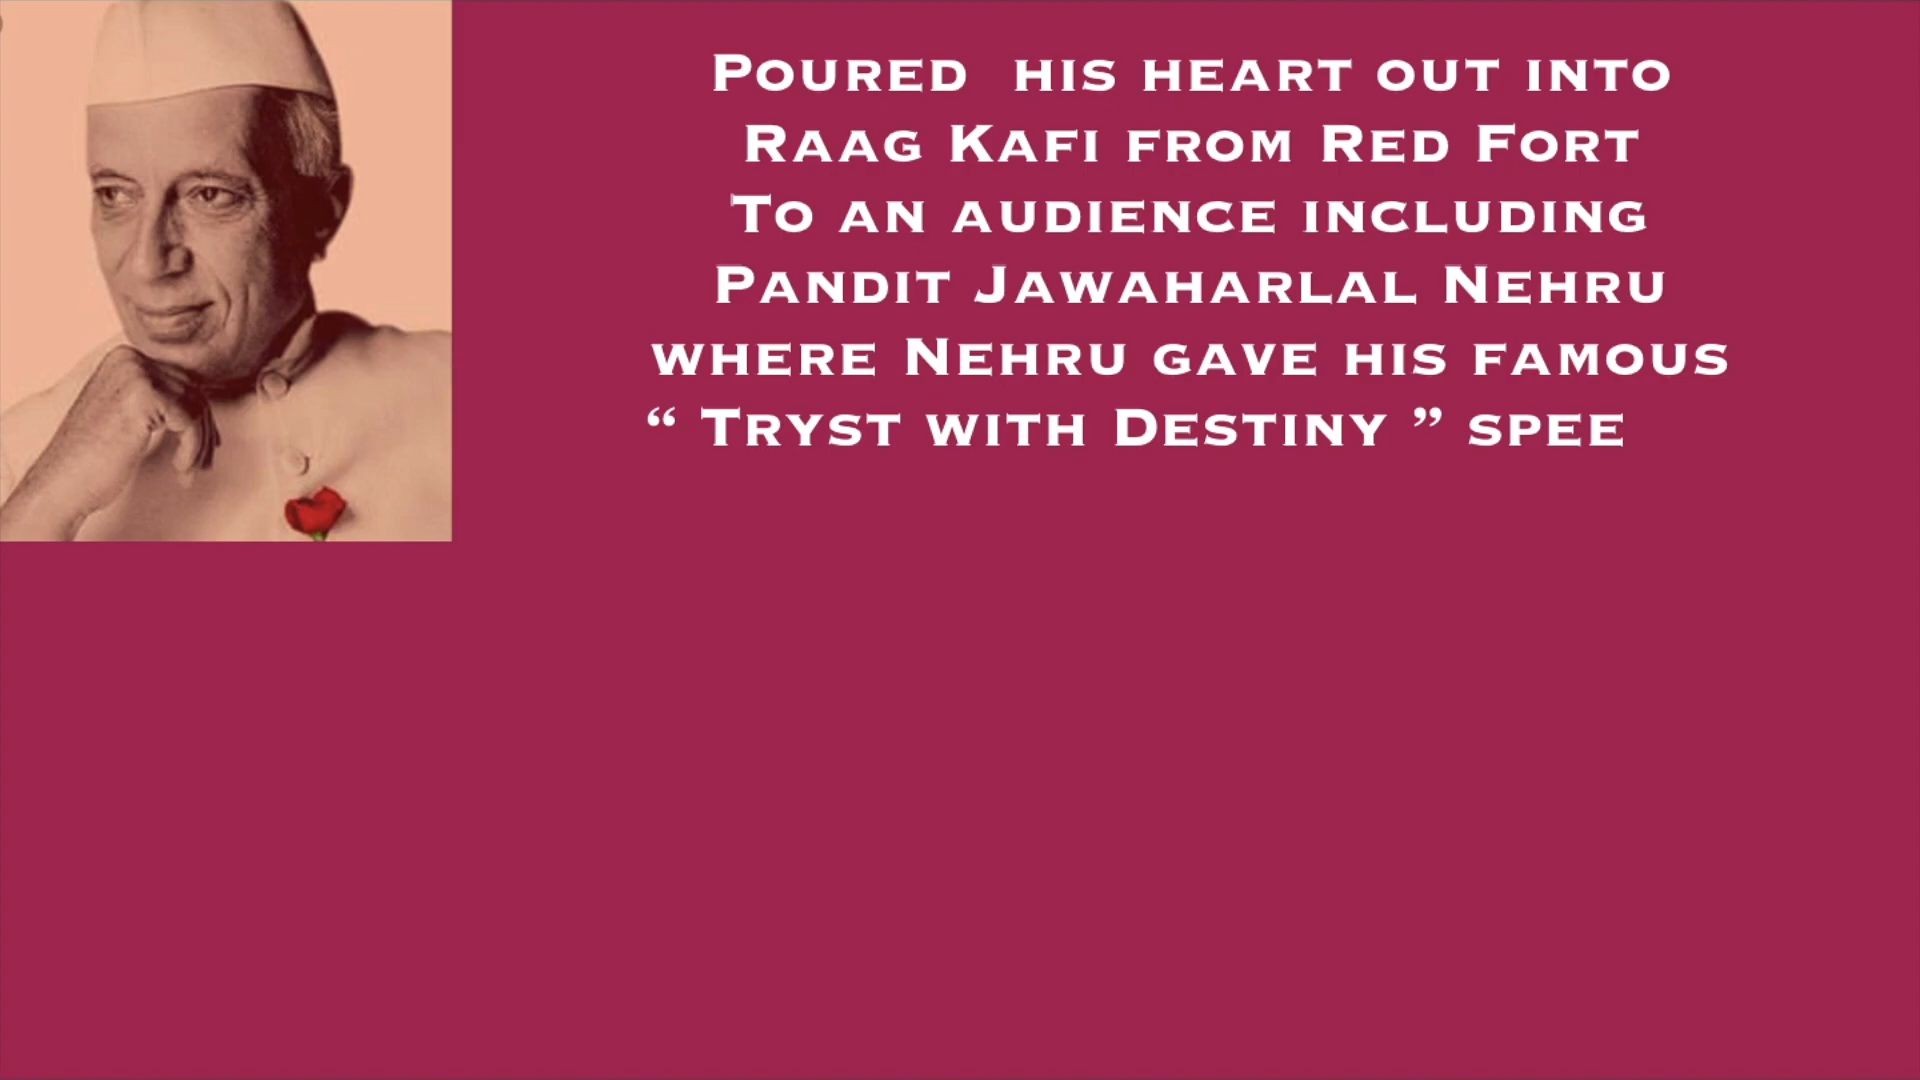 Poured his heart out into
Raag Kafi from Red Fort
To an audience including
Pandit Jawaharlal Nehru
where Nehru gave his famous
“ Tryst with Destiny ” spee